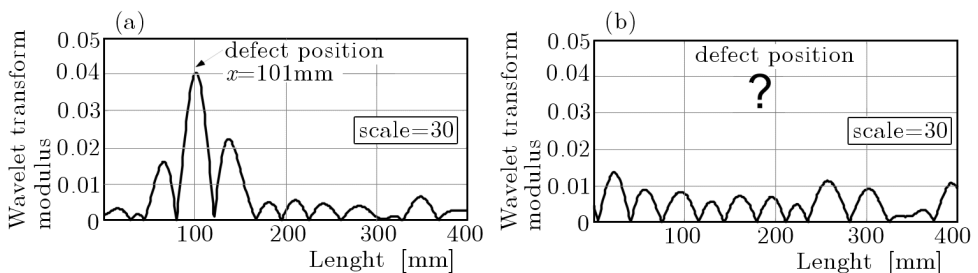 (a)
Wavelet transform
modulus
0.05
0.04
0.03
0.02
0.01
0
defect position
x=101mm
scale=30
100
200
300
400
Lenght [mm]
(b)
Wavelet transform
modulus
0.05
0.04
0.03
0.02
0.01
0
defect position
?
scale=30
100
200
300
400
Lenght [mm]